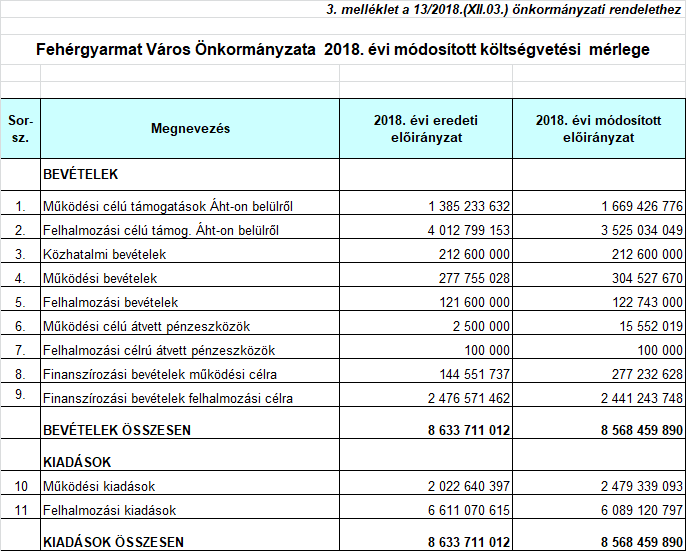 3. melléklet a 13/2018.(XII.03.) önkormányzati rendelethez
Fehérgyarmat Város Önkormányzata 2018. évi módosított költségvetési mérlege
Sor-sz. Megnevezés 2018. évi eredeti előirányzat 2018. évi módosított előirányzat
BEVÉTELEK
1. Működési célú támogatások Áht-on belülről 1 385 233 632 1 669 426 776
2. Felhalmozási célú támog. Áht-on belülről 4 012 799 153 3 525 034 049
3. Közhatalmi bevételek 212 600 000 212 600 000
4. Működési bevételek 277 755 028 304 527 670
5. Felhalmozási bevételek 121 600 000 122 743 000
6. Működési célú átvett pénzeszközök 2 500 000 15 552 019
7. Felhalmozási célrú átvett pénzeszközök 100 000 100 000
8. Finanszírozási bevételek működési célra 144 551 737 277 232 628
9. Finanszírozási bevételek felhalmozási célra 2 476 571 462 2 441 243 748
BEVÉTELEK ÖSSZESEN 8 633 711 012 8 568 459 890
KIADÁSOK
10 Működési kiadások 2 022 640 397 2 479 339 093
11 Felhalmozási kiadások 6 611 070 615 6 089 120 797
KIADÁSOK ÖSSZESEN 8 633 711 012 8 568 459 890